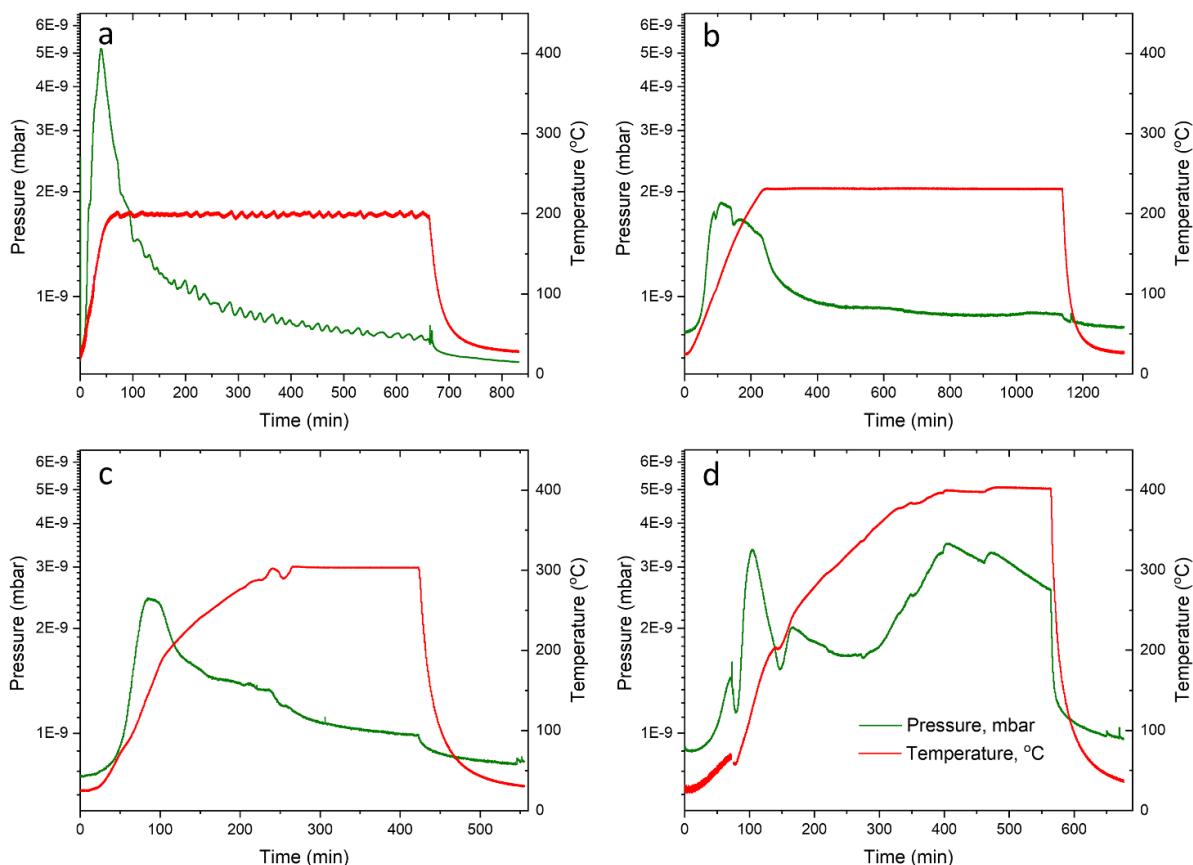 a
6E-9
5E-9
4E-9
3E-9
2E-9
1E-9
Pressure (mbar)
400
300
200
100
0
Temperature (°C)
0 100 200 300 400 500 600 700 800
Time (min)
b
6E-9
5E-9
4E-9
3E-9
2E-9
1E-9
Pressure (mbar)
400
300
200
100
0
Temperature (°C)
0 200 400 600 800 1000 1200
Time (min)
c
6E-9
5E-9
4E-9
3E-9
2E-9
1E-9
Pressure (mbar)
400
300
200
100
0
Temperature (°C)
0 100 200 300 400 500
Time (min)
d
6E-9
5E-9
4E-9
3E-9
2E-9
1E-9
Pressure (mbar)
400
300
200
100
0
Temperature (°C)
Pressure, mbar
Temperature, °C
0 100 200 300 400 500 600
Time (min)